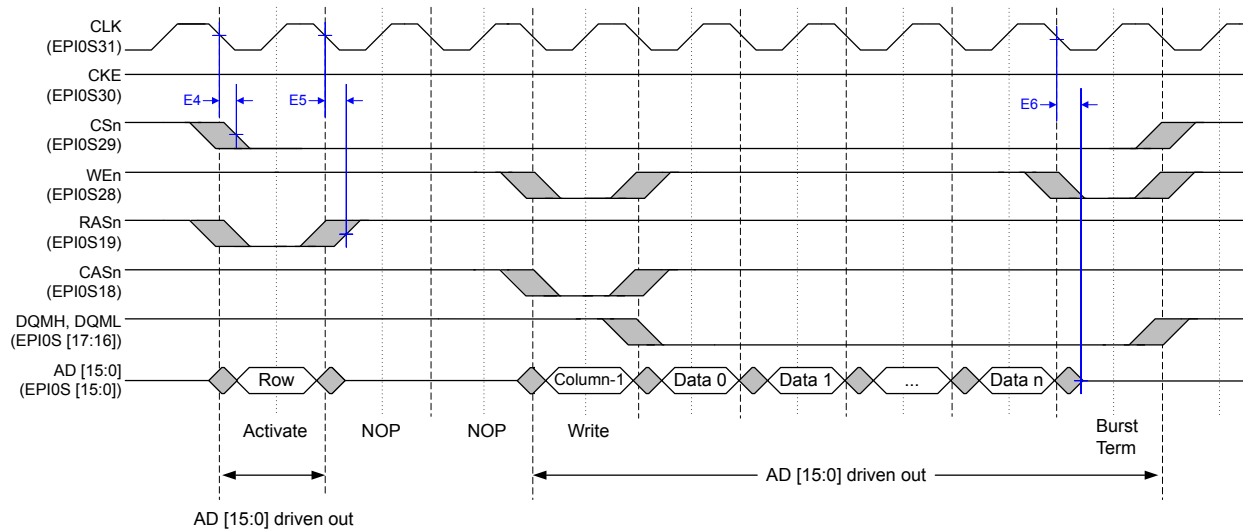 CLK
(EPI0S31)
CKE
(EPI0S30)
E4
E5
E6
CSn
(EPI0S29)
WEn
(EPI0S28)
RASn
(EPI0S19)
CASn
(EPI0S18)
DQMH, DQML
(EPI0S [17:16])
AD [15:0]
(EPI0S [15:0])
Row
Column-1
Data 0
Data 1
...
Data n
Activate
NOP
NOP
Write
Burst
Term
AD [15:0] driven out
AD [15:0] driven out